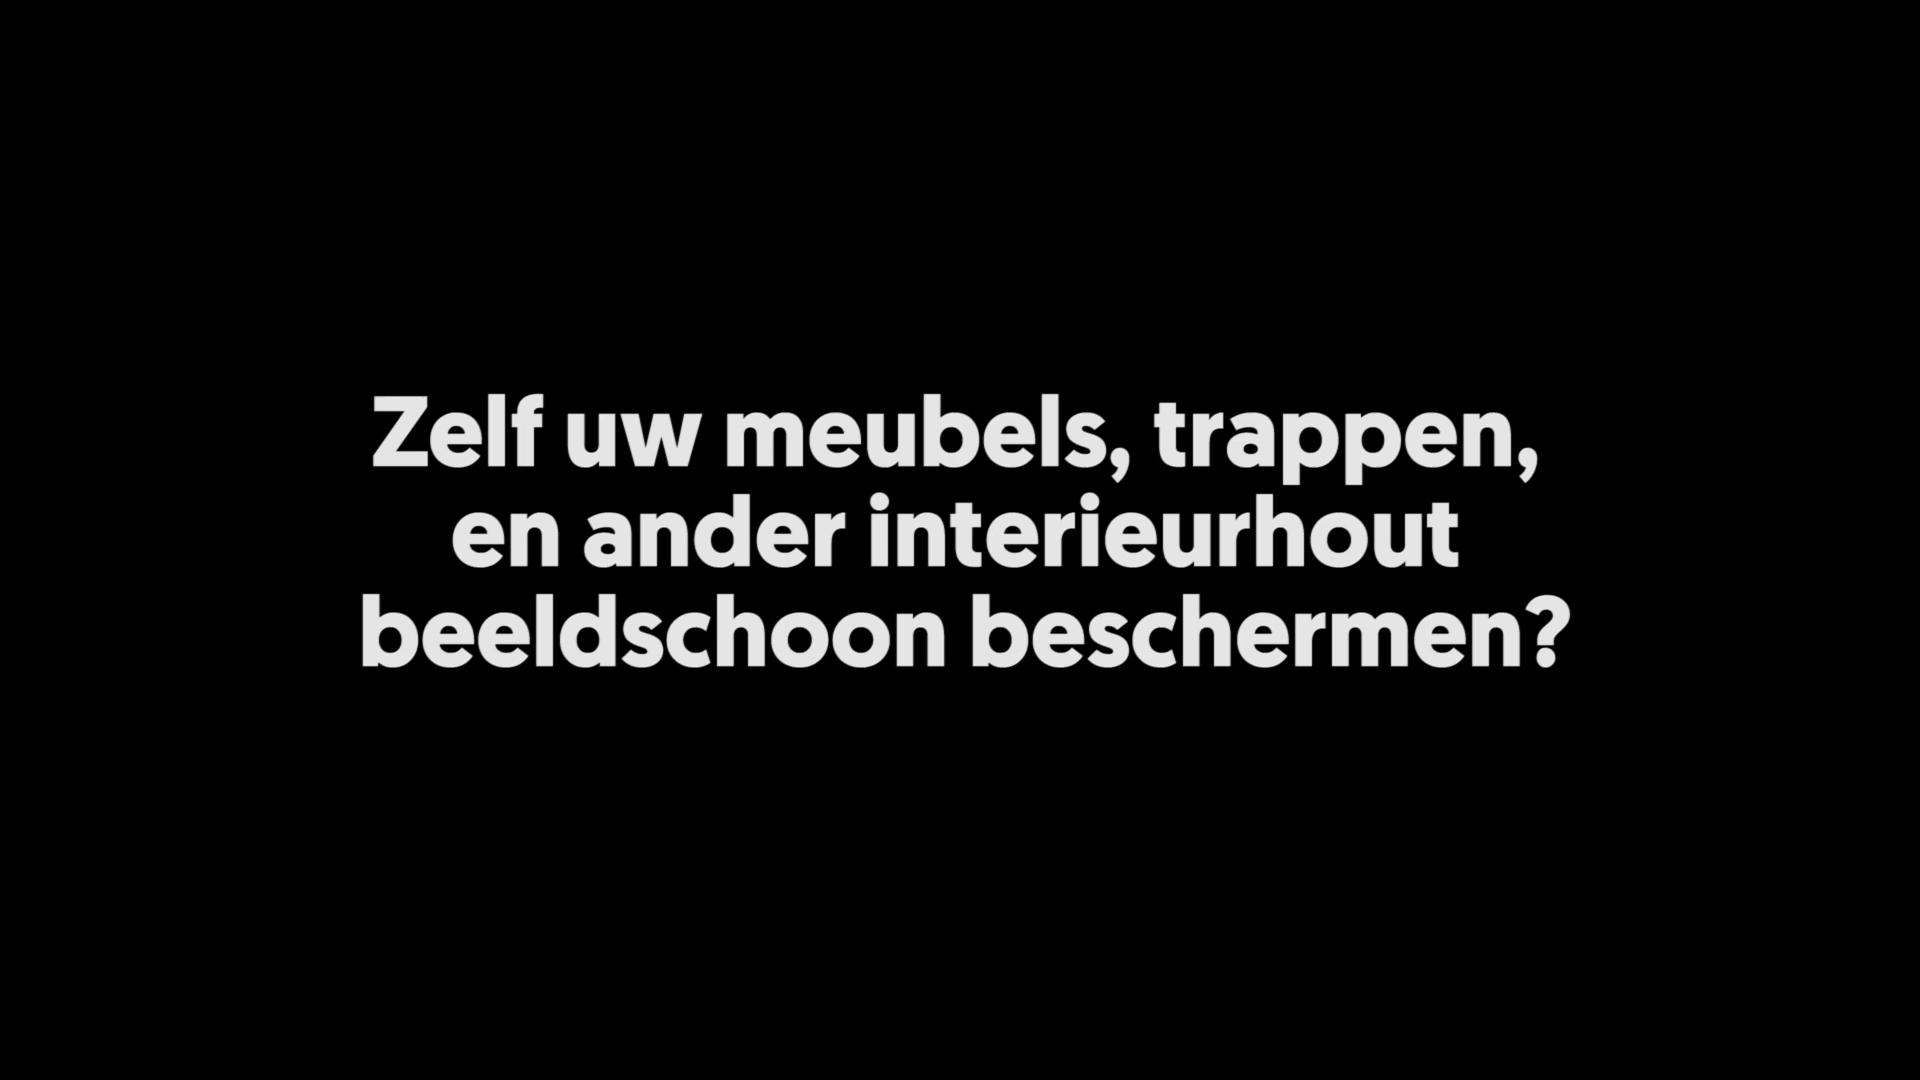 Zelf uw meubels, trappen,
en ander interieurhout
beeldschoon beschermen?